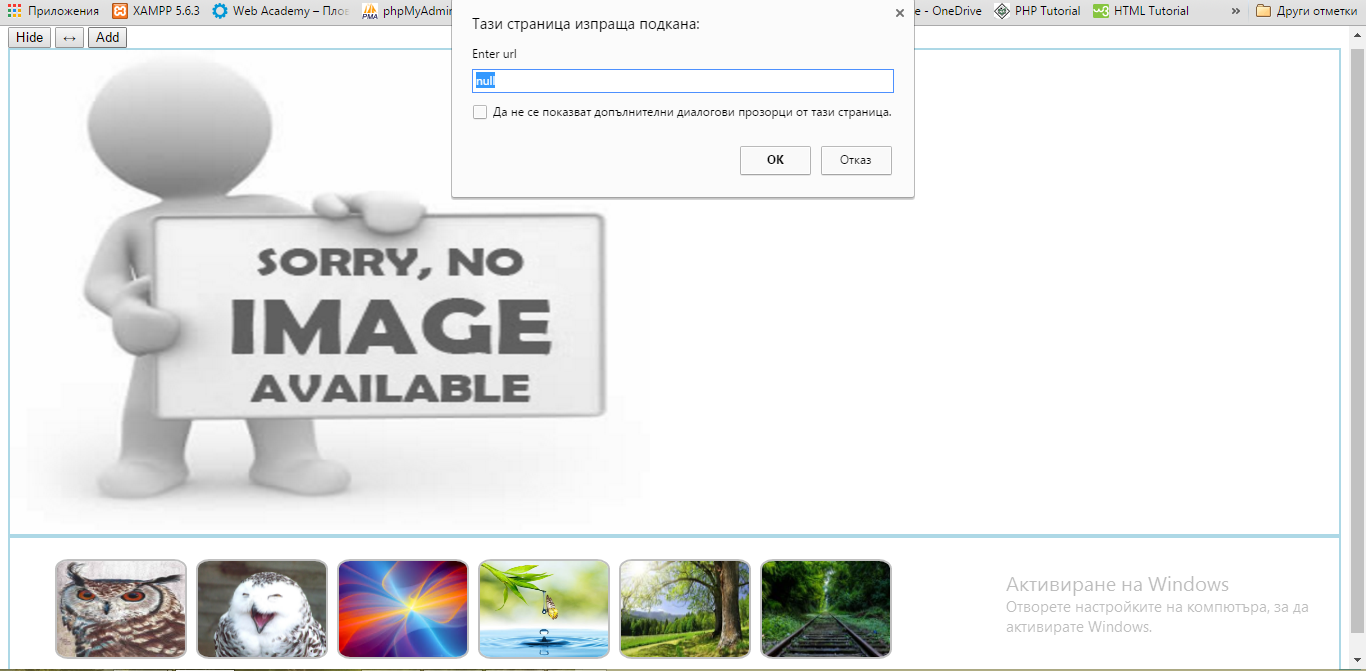 Приложения XAMPP 5.6.3 Web Academy – Плов phpMyAdmin e - OneDrive PHP Tutorial HTML Tutorial » Други отметки
Hide ↔ Add
Тази страница изпраща подкана:
Enter url
null
Да не се показват допълнителни диалогови прозорци от тази страница.
OK Отказ
SORRY, NO
IMAGE
AVAILABLE
Активиране на Windows
Отворете настройките на компютъра, за да
активирате Windows.